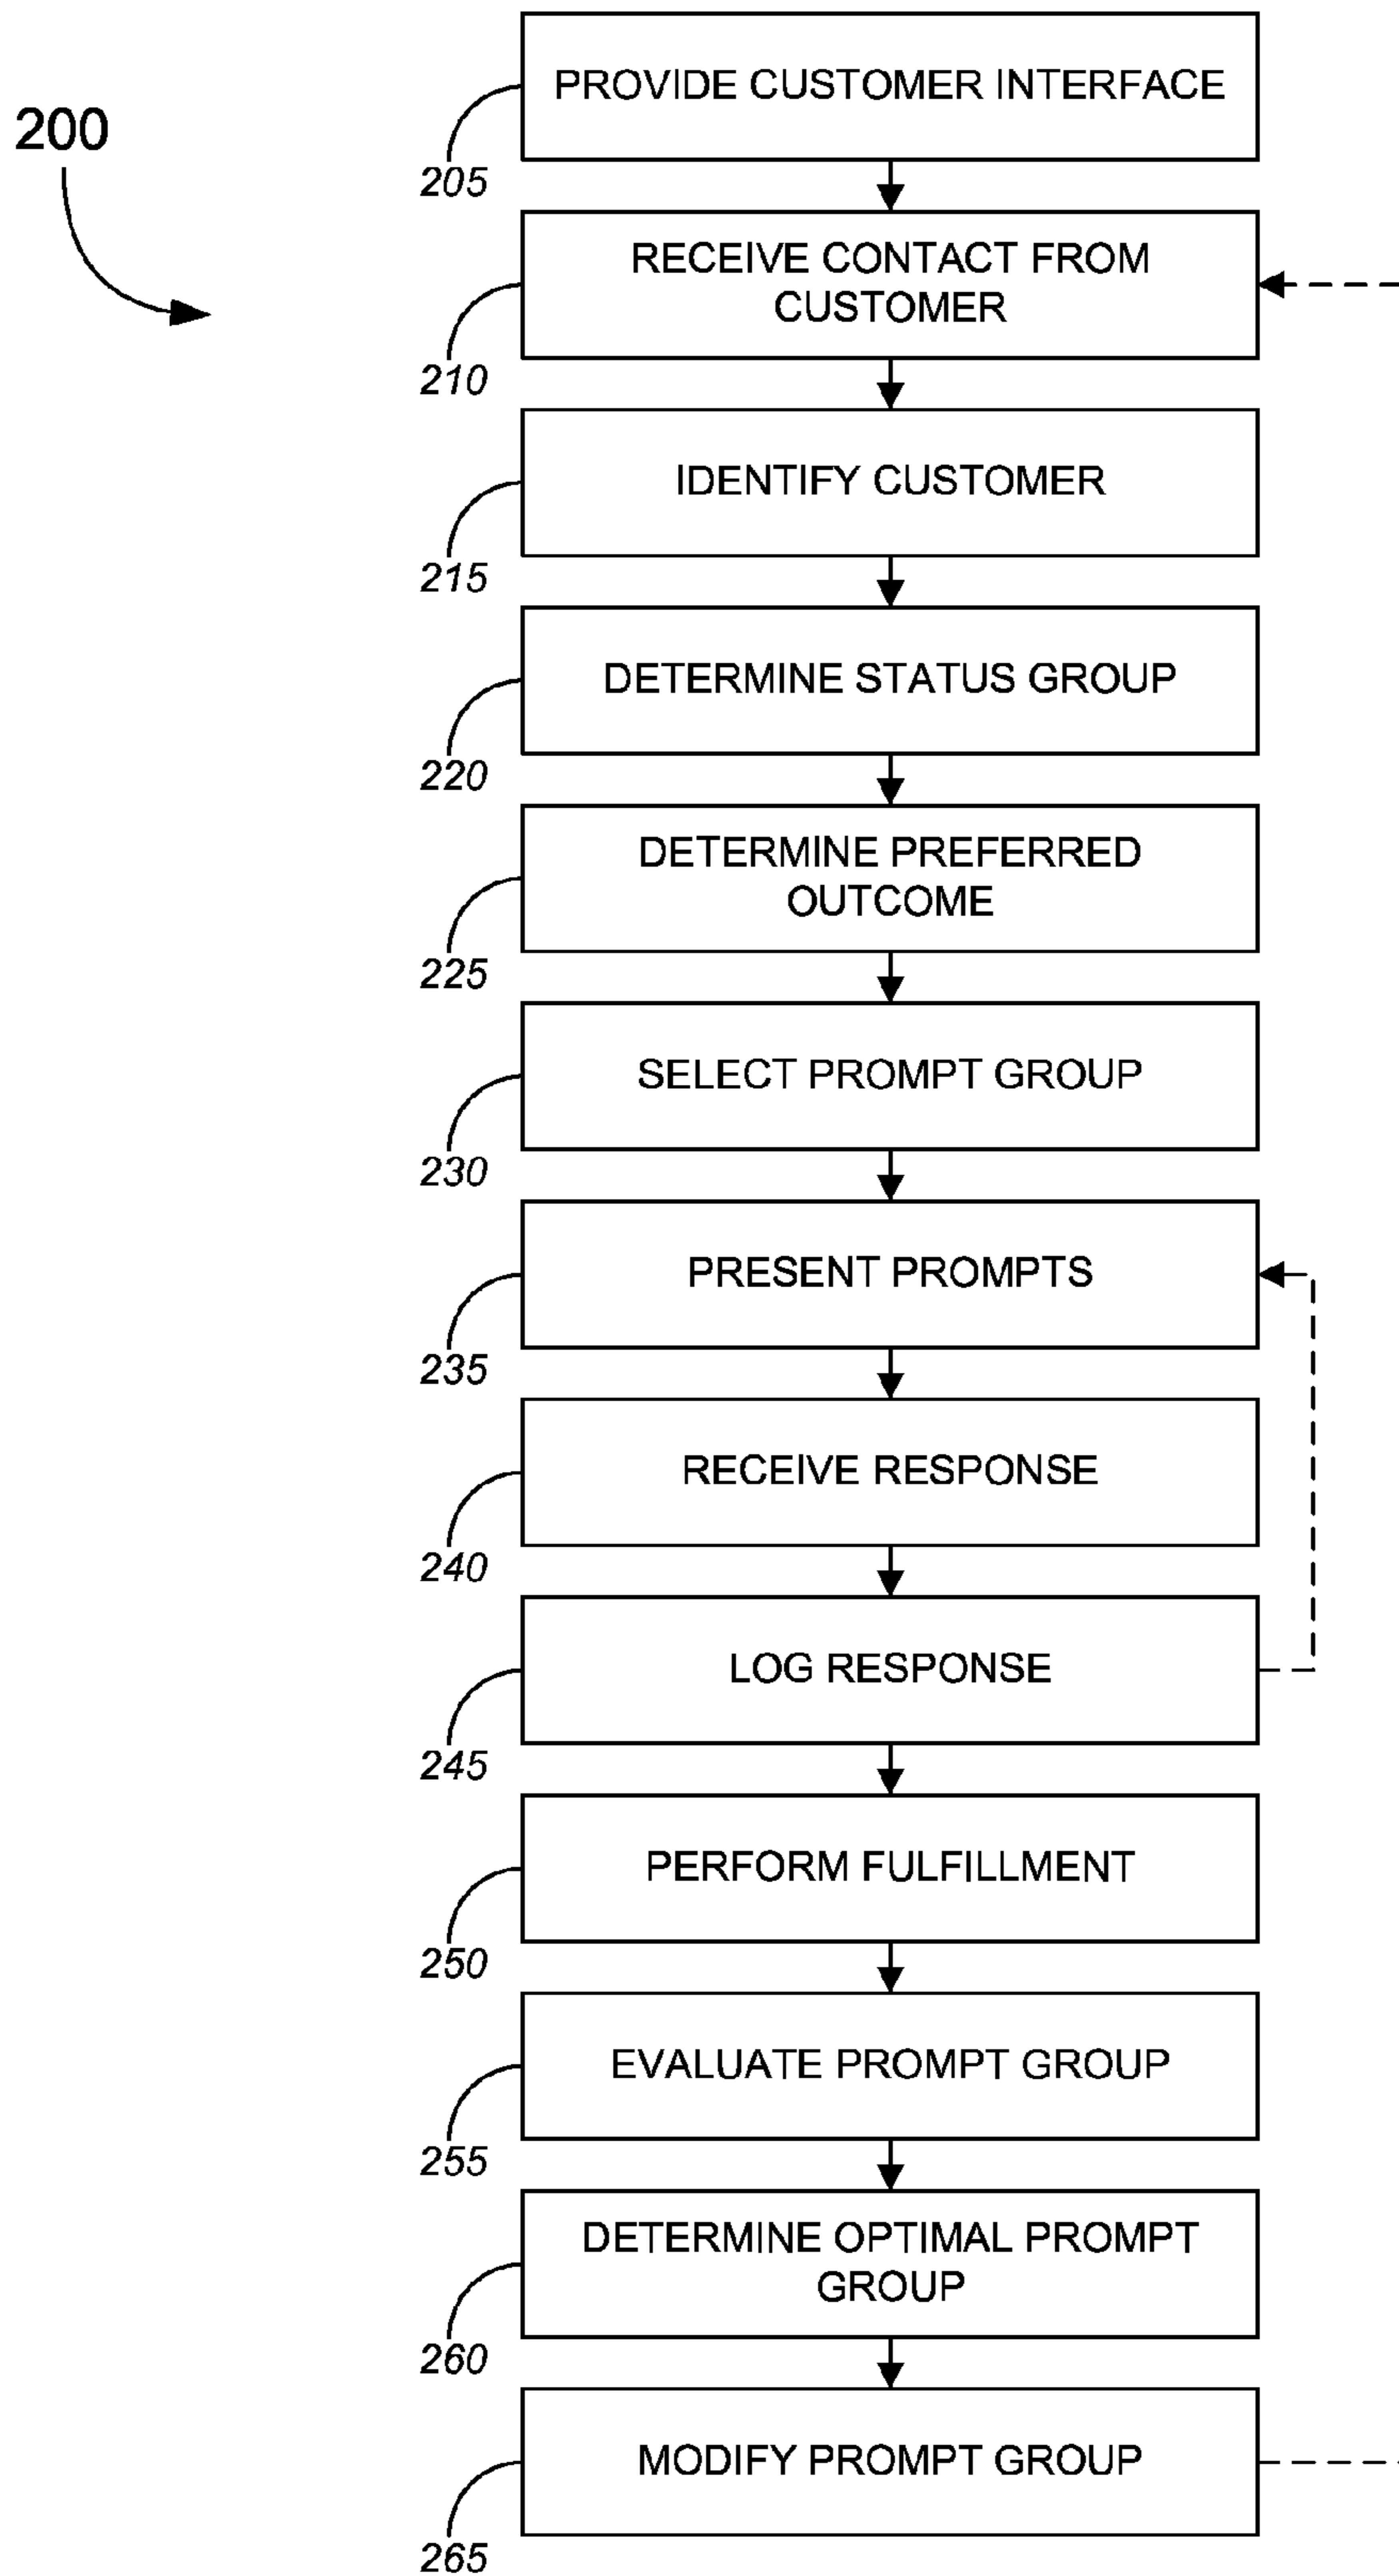 200
PROVIDE CUSTOMER INTERFACE
205
RECEIVE CONTACT FROM
CUSTOMER
210
IDENTIFY CUSTOMER
215
DETERMINE STATUS GROUP
220
DETERMINE PREFERRED
OUTCOME
225
SELECT PROMPT GROUP
230
PRESENT PROMPTS
235
RECEIVE RESPONSE
240
LOG RESPONSE
245
PERFORM FULFILLMENT
250
EVALUATE PROMPT GROUP
255
DETERMINE OPTIMAL PROMPT
GROUP
260
MODIFY PROMPT GROUP
265